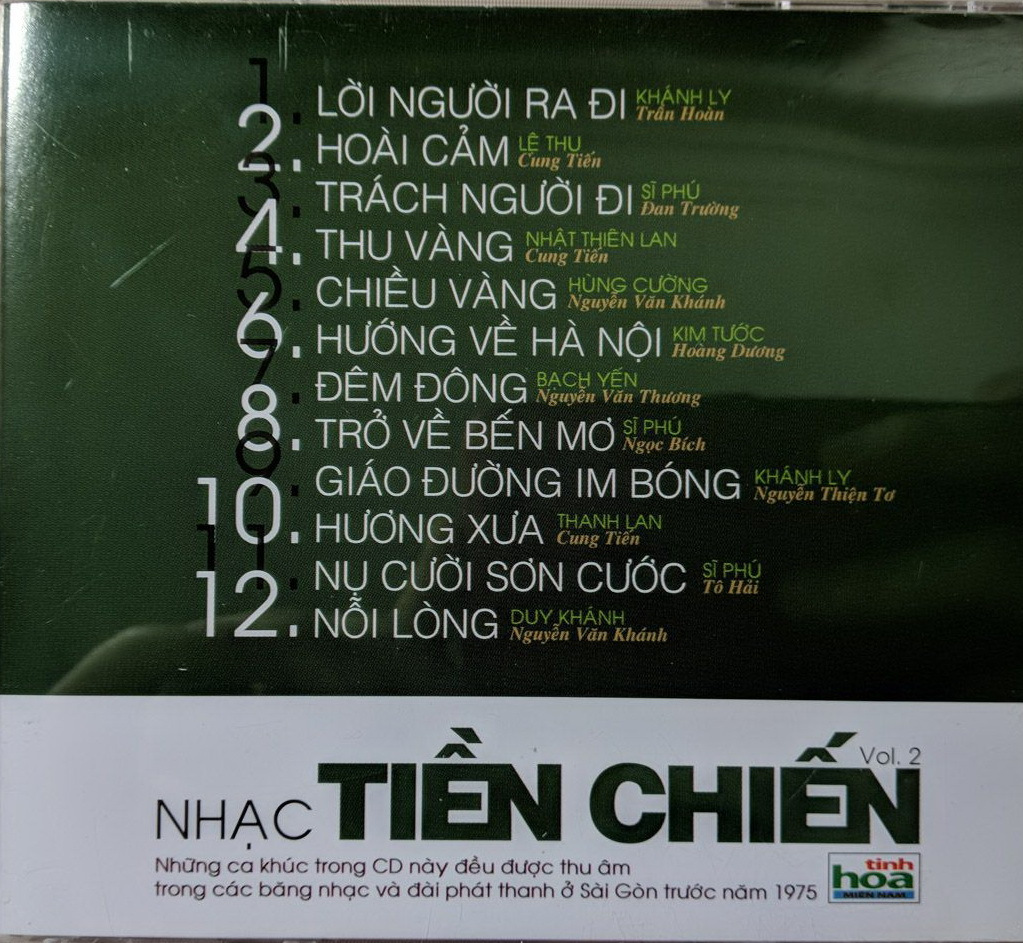 1. LỜI NGƯỜI RA ĐI KHÁNH LY
Trần Hoàn
2. HOÀI CẢM LỆ THU
Cung Tiến
3. TRÁCH NGƯỜI ĐI SĨ PHÚ
Đan Trường
4. THU VÀNG NHẬT THIÊN LAN
Cung Tiến
5. CHIỀU VÀNG HÙNG CƯỜNG
Nguyễn Văn Khánh
6. HƯỚNG VỀ HÀ NỘI KIM TƯỚC
Hoàng Dương
7. ĐÊM ĐÔNG BẠCH YẾN
Nguyễn Văn Thương
8. TRỞ VỀ BẾN MƠ SĨ PHÚ
Ngọc Bích
9. GIÁO ĐƯỜNG IM BÓNG KHÁNH LY
Nguyễn Thiện Tơ
10. HƯƠNG XƯA THANH LAN
Cung Tiến
11. NỤ CƯỜI SƠN CƯỚC SĨ PHÚ
Tô Hải
12. NỖI LÒNG DUY KHÁNH
Nguyễn Văn Khánh
NHẠC TIỀN CHIẾN Vol. 2
Những ca khúc trong CD này đều được thu âm
trong các băng nhạc và đài phát thanh ở Sài Gòn trước năm 1975
tinh
hoa
MIỀN NAM